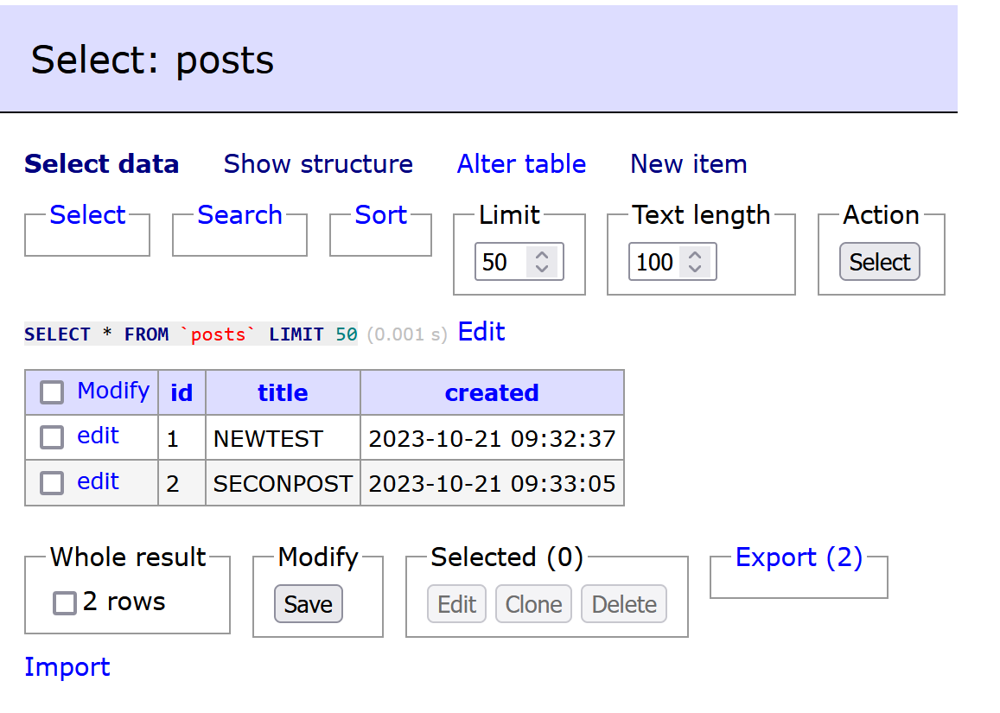 Select: posts
Select data Show structure Alter table New item
Select Search Sort Limit Text length Action
50 100 Select
SELECT * FROM `posts` LIMIT 50 (0.001 s) Edit
Modify id title created
edit 1 NEWTEST 2023-10-21 09:32:37
edit 2 SECONPOST 2023-10-21 09:33:05
Whole result Modify Selected (0) Export (2)
2 rows Save Edit Clone Delete
Import